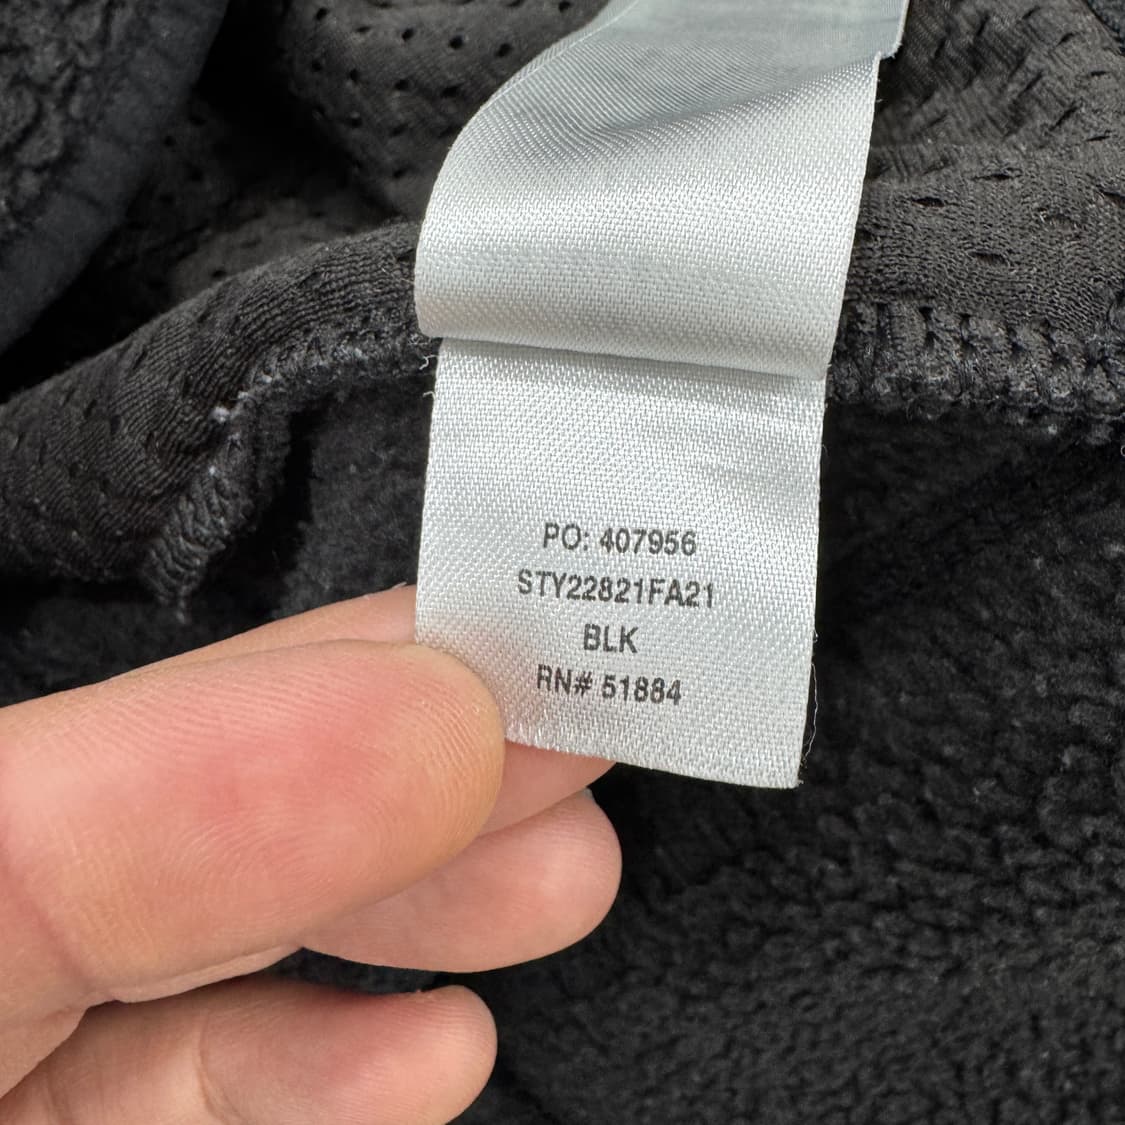 PO: 407956
STY22821FA21
BLK
RN# 51884